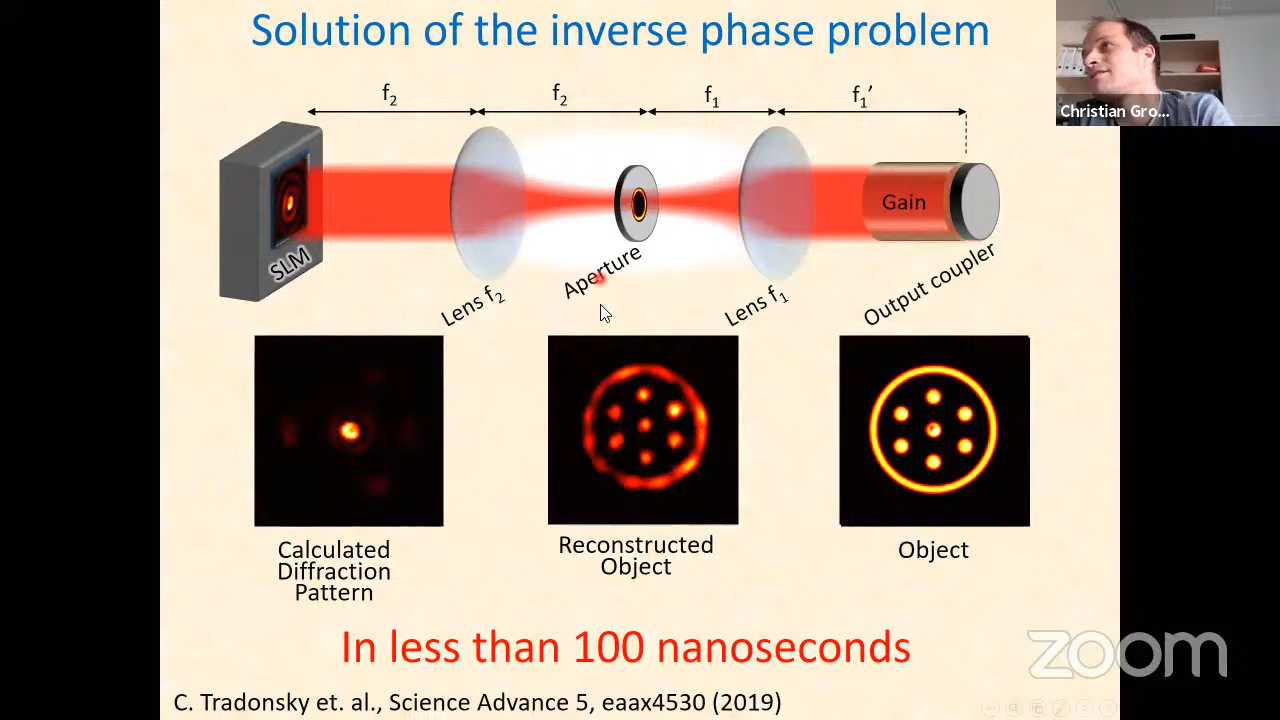 Solution of the inverse phase problem
f2 f2 f1 f1’
Christian Gro...
Gain
SLM
Aperture
Lens f2
Lens f1
Output coupler
Calculated
Diffraction
Pattern
Reconstructed
Object
Object
In less than 100 nanoseconds
zoom
C. Tradonsky et. al., Science Advance 5, eaax4530 (2019)